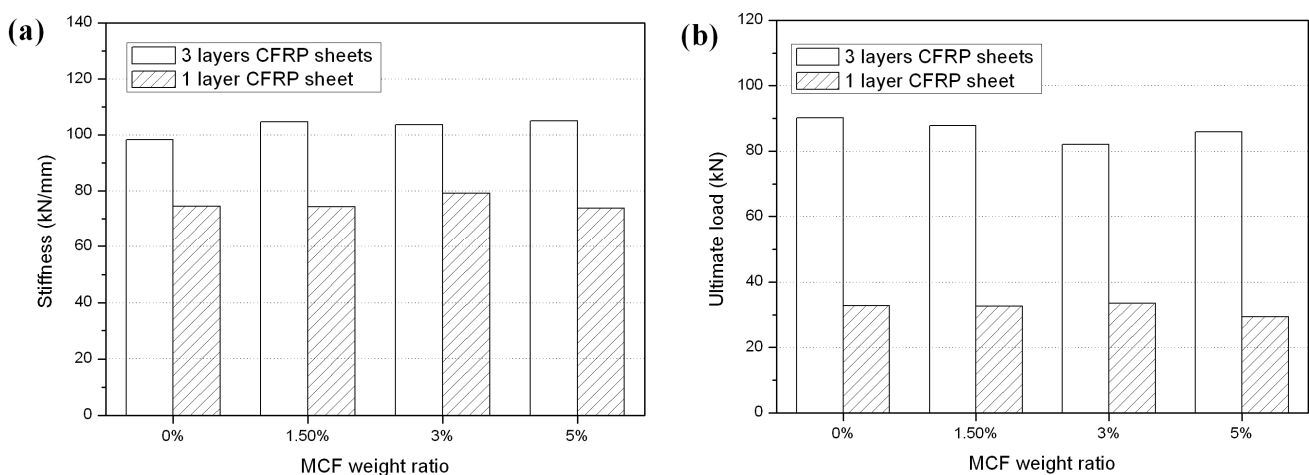 (a)
140
120
100
80
60
40
20
0
Stiffness (kN/mm)
3 layers CFRP sheets
1 layer CFRP sheet
0% 1.50% 3% 5%
MCF weight ratio
(b)
120
100
80
60
40
20
0
Ultimate load (kN)
3 layers CFRP sheets
1 layer CFRP sheet
0% 1.50% 3% 5%
MCF weight ratio